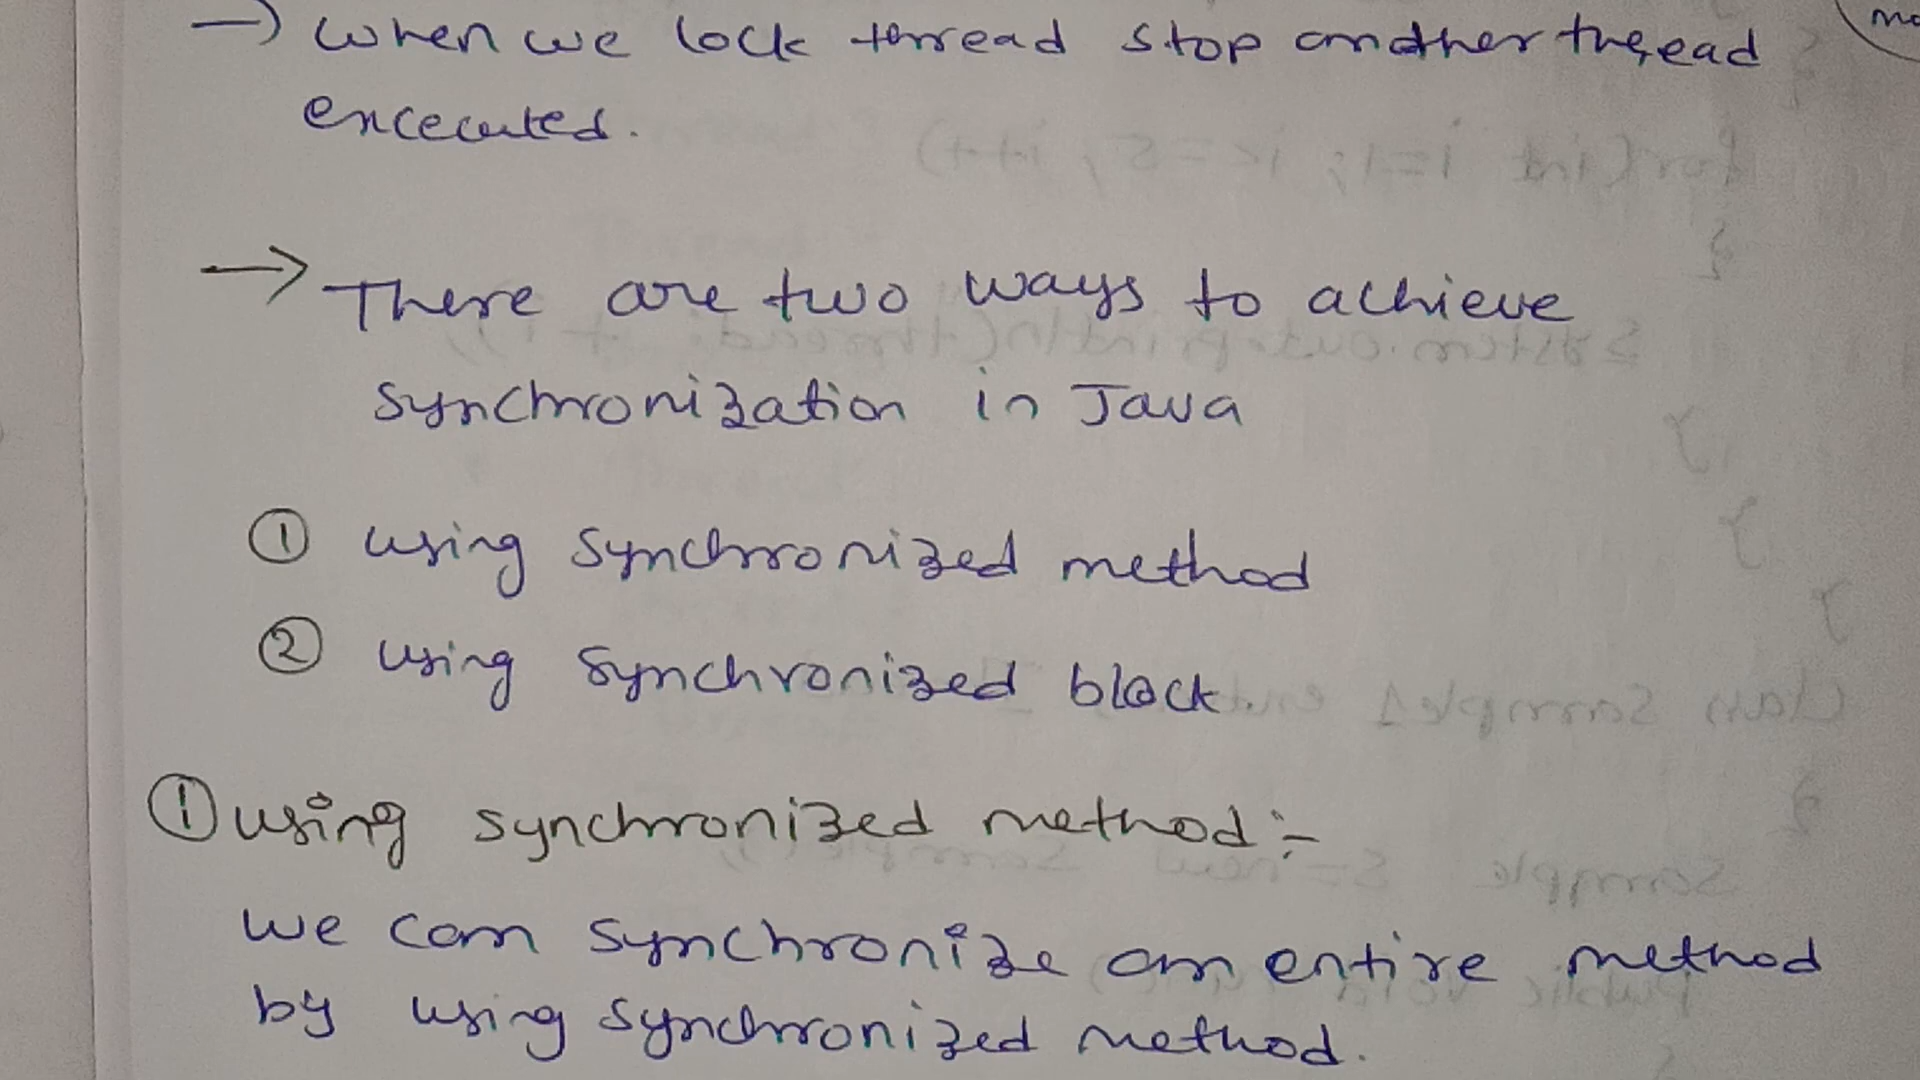 → when we lock thread stop another thread
excecuted.
→ There are two ways to achieve
synchronization in Java
① using synchronized method
② using synchronized block.
① using synchronized method :-
we can synchronize an entire method
by using synchronized method.